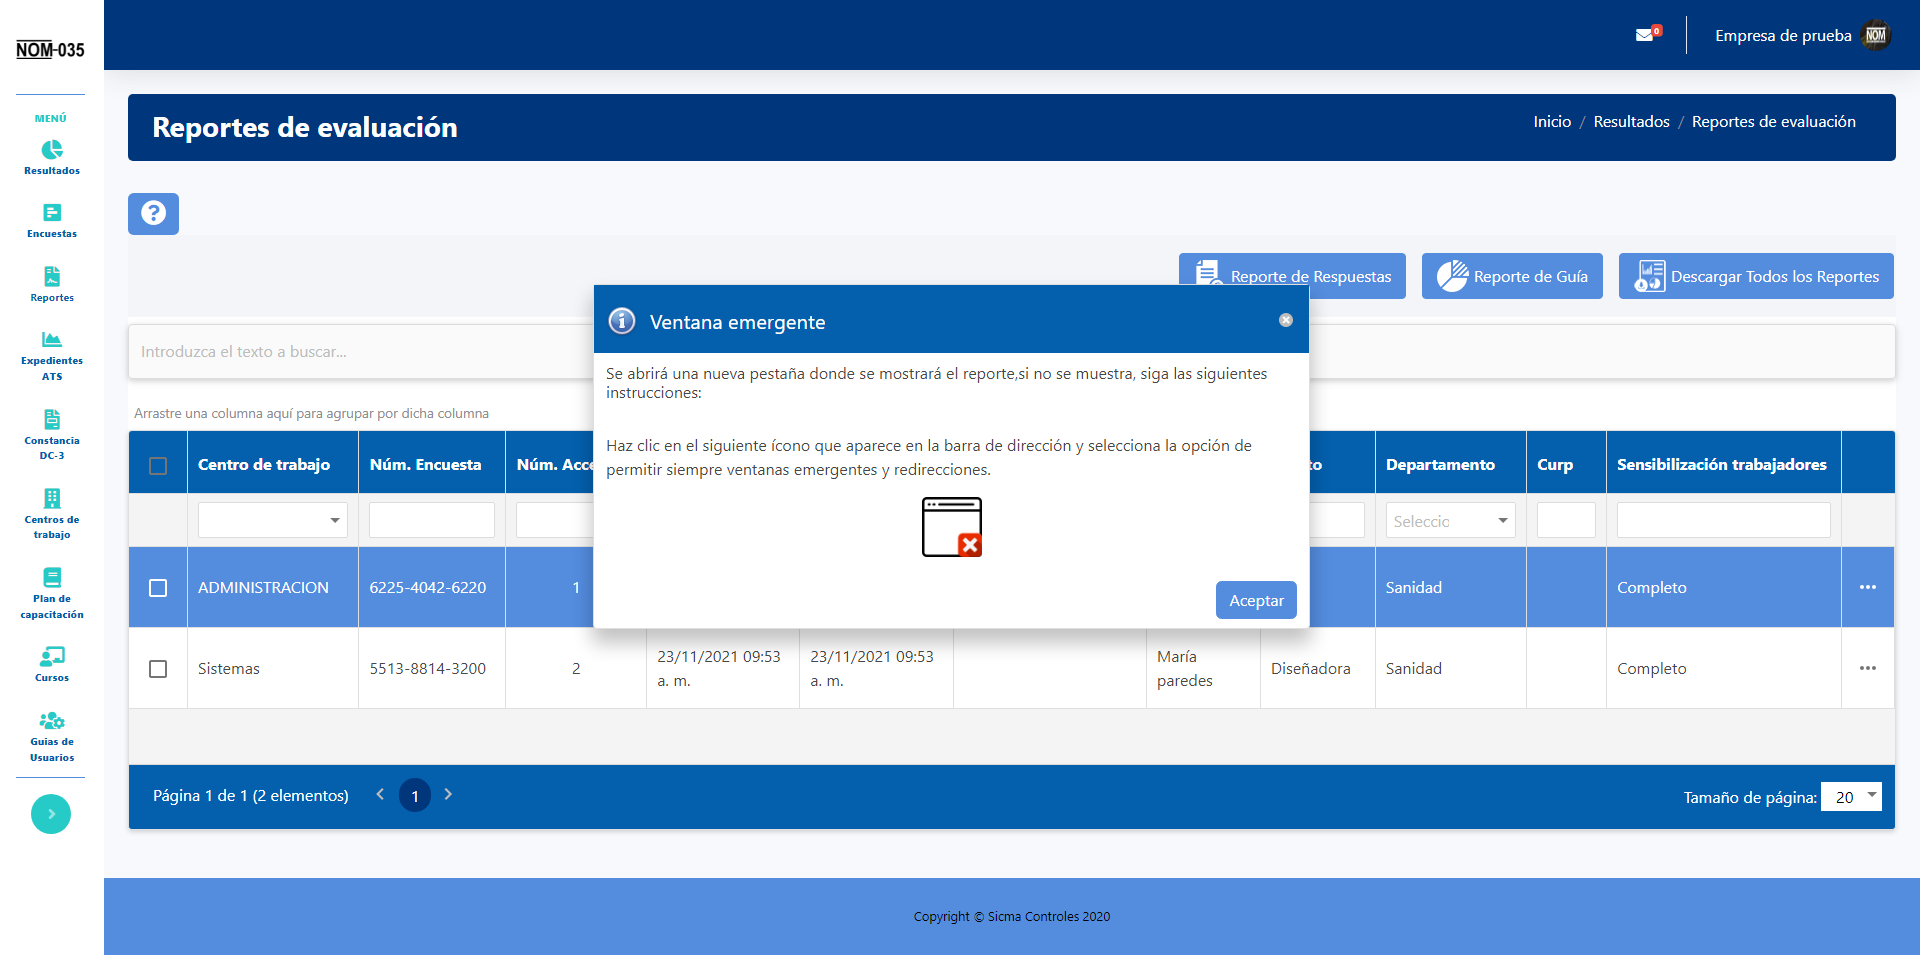 NOM-035
0
Empresa de prueba
NOM
MENÚ
Resultados
Encuestas
Reportes
Expedientes
ATS
Constancia
DC-3
Centros de
trabajo
Plan de
capacitación
Cursos
Guias de
Usuarios
Reportes de evaluación
Inicio / Resultados / Reportes de evaluación
?
Reporte de Respuestas
Reporte de Guía
Descargar Todos los Reportes
Introduzca el texto a buscar...
Arrastre una columna aquí para agrupar por dicha columna
Ventana emergente
Se abrirá una nueva pestaña donde se mostrará el reporte,si no se muestra, siga las siguientes
instrucciones:
Haz clic en el siguiente ícono que aparece en la barra de dirección y selecciona la opción de
permitir siempre ventanas emergentes y redirecciones.
Aceptar
Centro de trabajo Núm. Encuesta Departamento Curp Sensibilización trabajadores
Seleccic
ADMINISTRACION 6225-4042-6220 1 Sanidad Completo ...
Sistemas 5513-8814-3200 2 23/11/2021 09:53 23/11/2021 09:53 María Diseñadora Sanidad Completo ...
a. m. a. m. paredes
Página 1 de 1 (2 elementos) < 1 >
Tamaño de página: 20
Copyright © Sicma Controles 2020